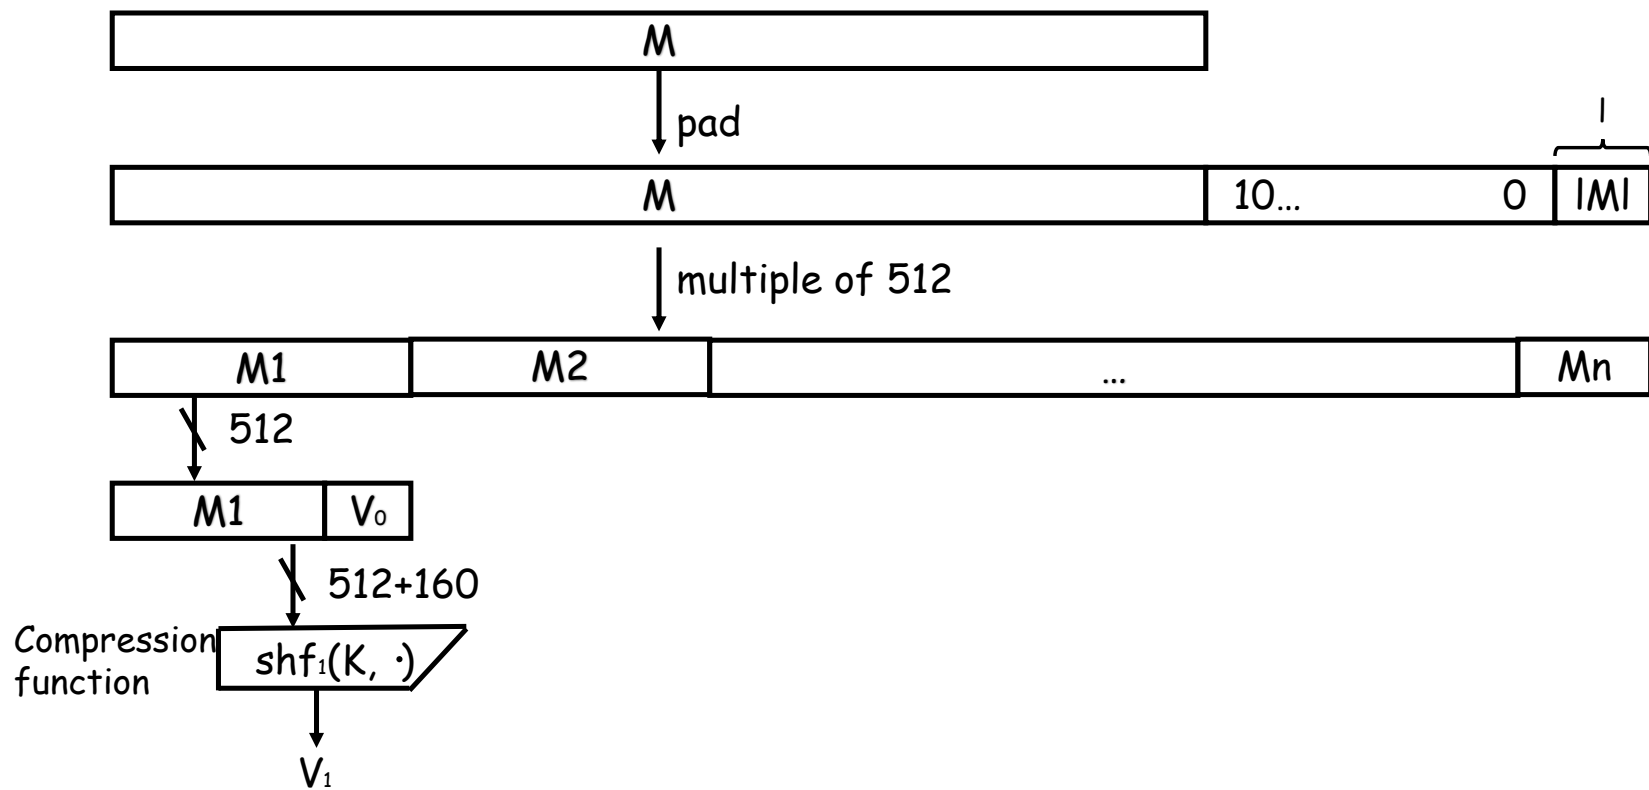 M
pad
l
M 10... 0 |M|
multiple of 512
M1 M2 ... Mn
512
M1 V₀
512+160
Compression
function
shf₁(K, ·)
V₁